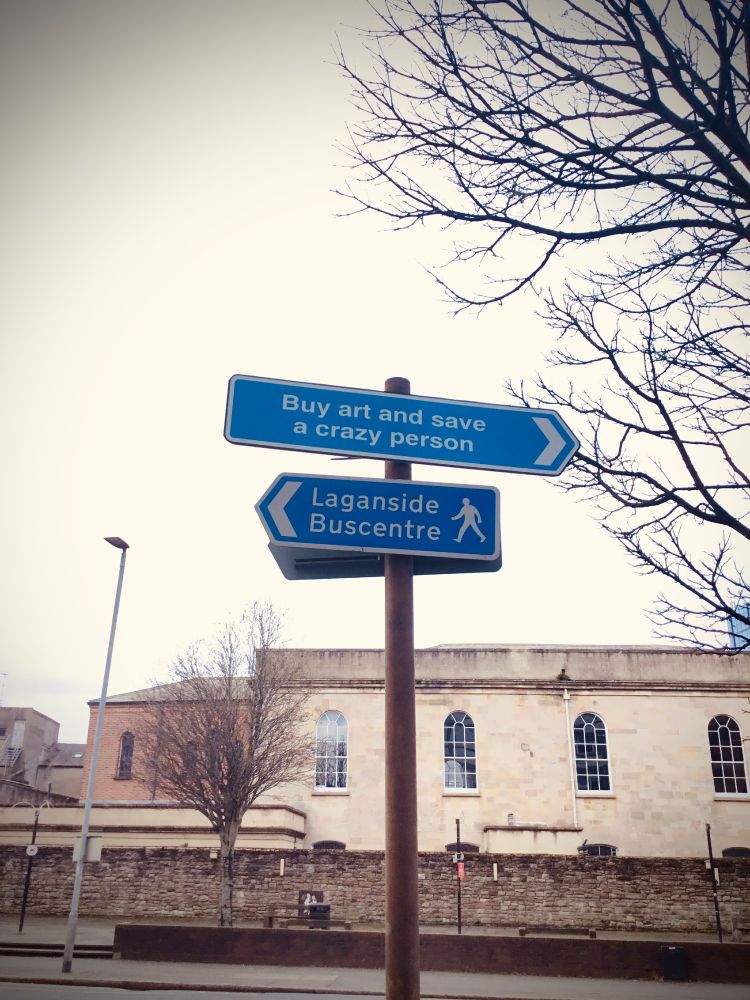 Buy art and save
a crazy person
Laganside
Buscentre